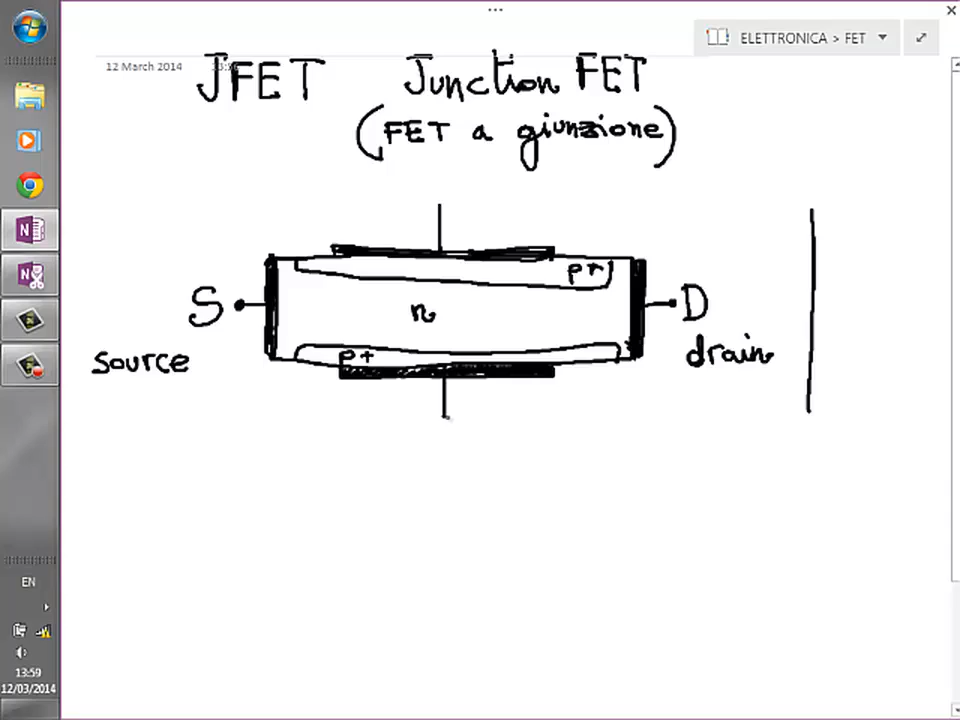 ELETTRONICA > FET
12 March 2014
JFET Junction FET
(FET a giunzione)
p+
S
n
D
source
p+
drain
EN
13:59
12/03/2014